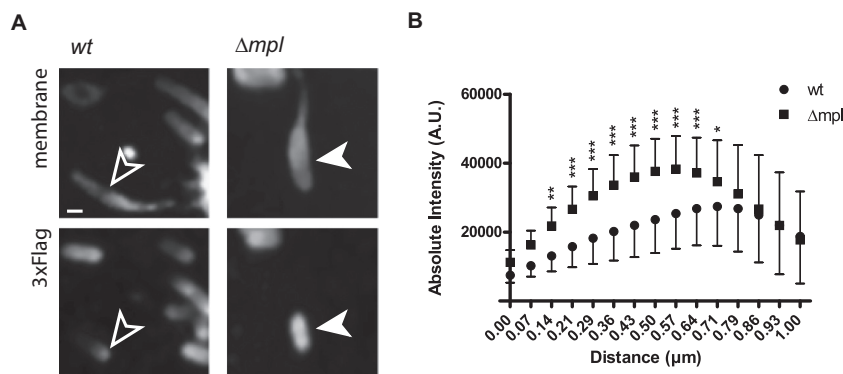 A
wt
Δmpl
membrane
3xFlag
B
wt
Δmpl
Absolute Intensity (A.U.)
60000
40000
20000
**
***
***
***
***
***
***
***
*
0.00
0.07
0.14
0.21
0.29
0.36
0.43
0.50
0.57
0.64
0.71
0.79
0.86
0.93
1.00
Distance (μm)